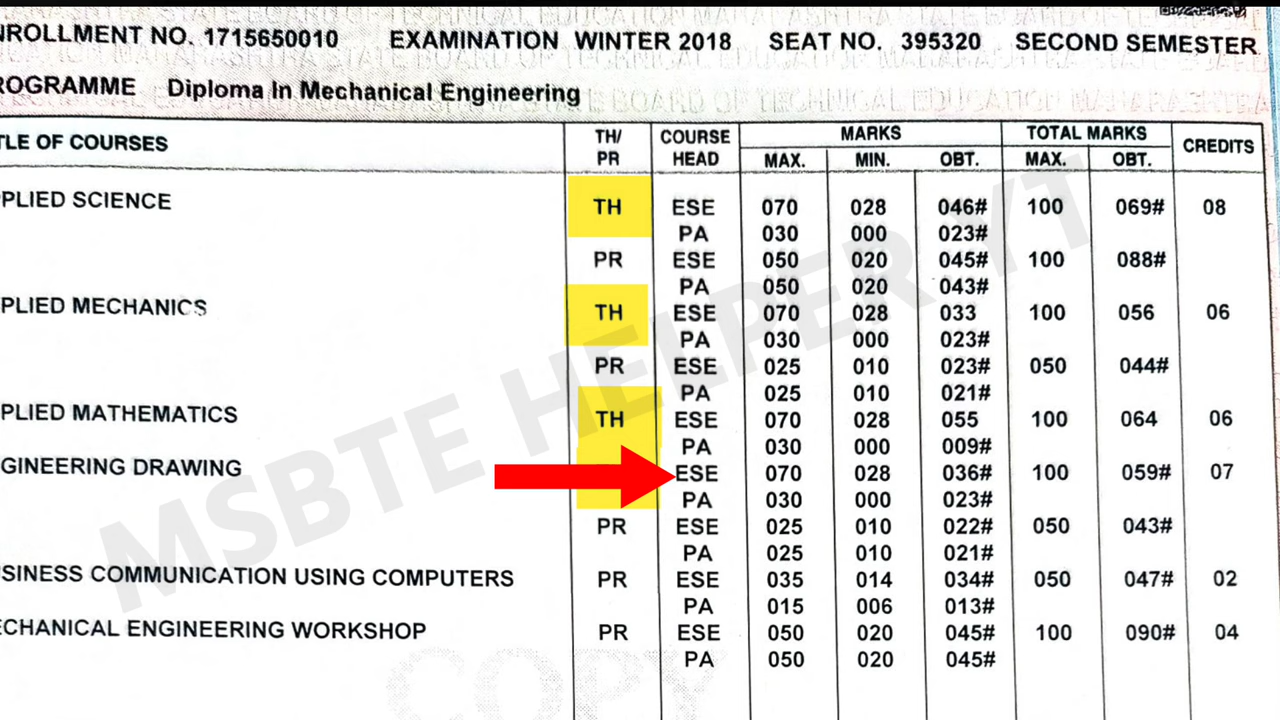 NROLLMENT NO. 1715650010 EXAMINATION WINTER 2018 SEAT NO. 395320 SECOND SEMESTER
ROGRAMME Diploma In Mechanical Engineering
TLE OF COURSES TH/ PR COURSE HEAD MARKS TOTAL MARKS CREDITS
MAX. MIN. OBT. MAX. OBT.
PLIED SCIENCE TH ESE 070 028 046# 100 069# 08
PA 030 000 023#
PR ESE 050 020 045# 100 088#
PA 050 020 043#
PLIED MECHANICS TH ESE 070 028 033 100 056 06
PA 030 000 023#
PR ESE 025 010 023# 050 044#
PA 025 010 021#
PLIED MATHEMATICS TH ESE 070 028 055 100 064 06
PA 030 000 009#
GINEERING DRAWING ESE 070 028 036# 100 059# 07
PA 030 000 023#
PR ESE 025 010 022# 050 043#
PA 025 010 021#
SINESS COMMUNICATION USING COMPUTERS PR ESE 035 014 034# 050 047# 02
PA 015 006 013#
ECHANICAL ENGINEERING WORKSHOP PR ESE 050 020 045# 100 090# 04
PA 050 020 045#
MSBTE HELPER YT
COPY